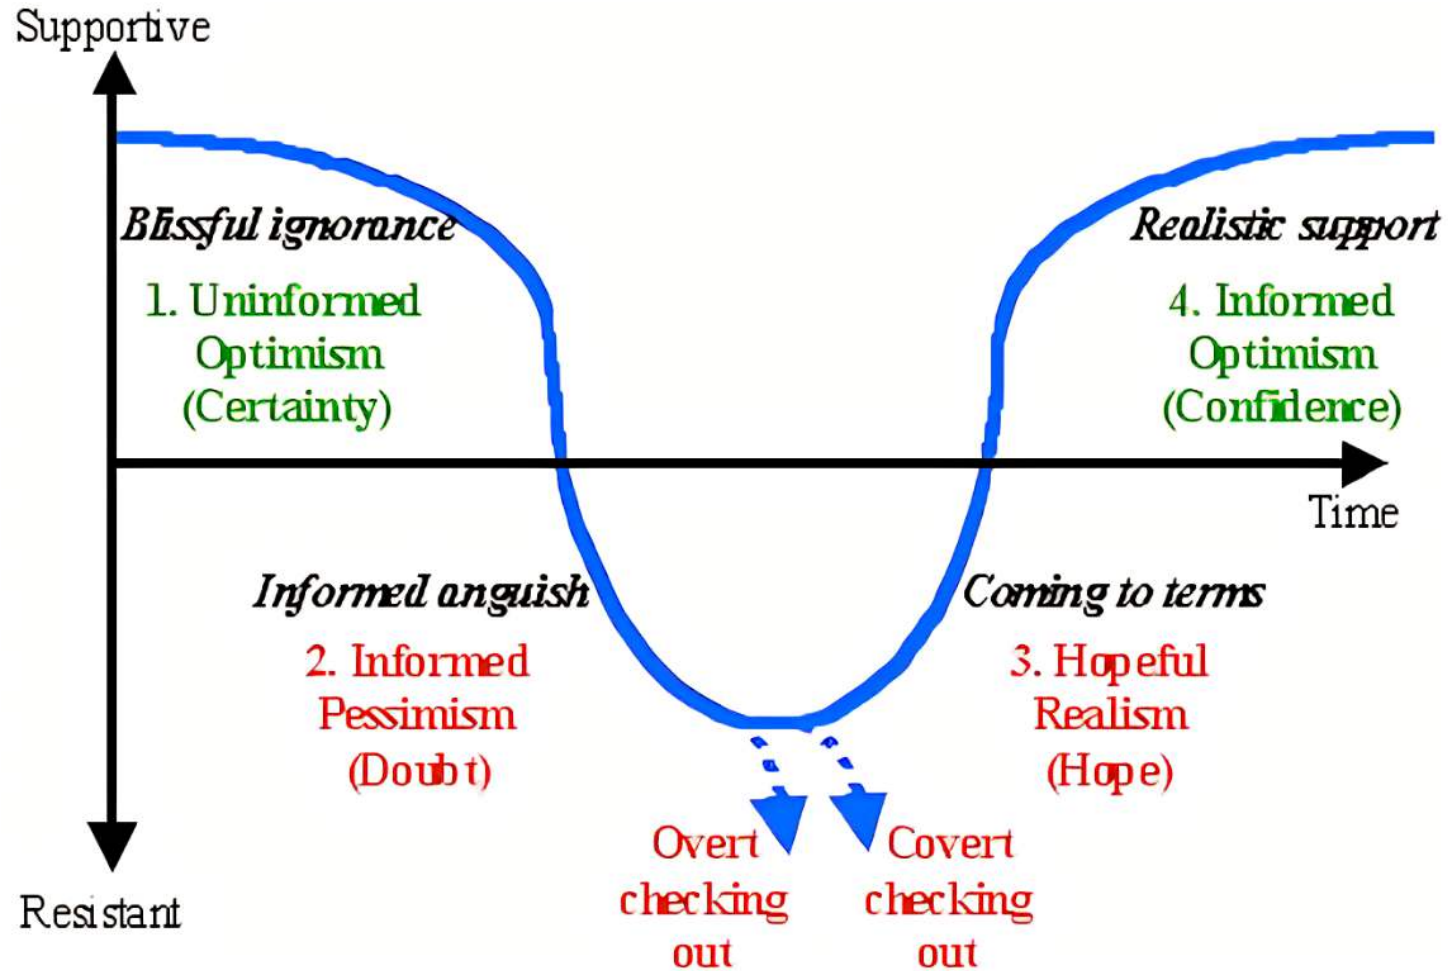 Supportive
Blissful ignorance
1. Uninformed
Optimism
(Certainty)
Realistic support
4. Informed
Optimism
(Confidence)
Time
Informed anguish
2. Informed
Pessimism
(Doubt)
Coming to terms
3. Hopeful
Realism
(Hope)
Overt
checking
out
Covert
checking
out
Resistant